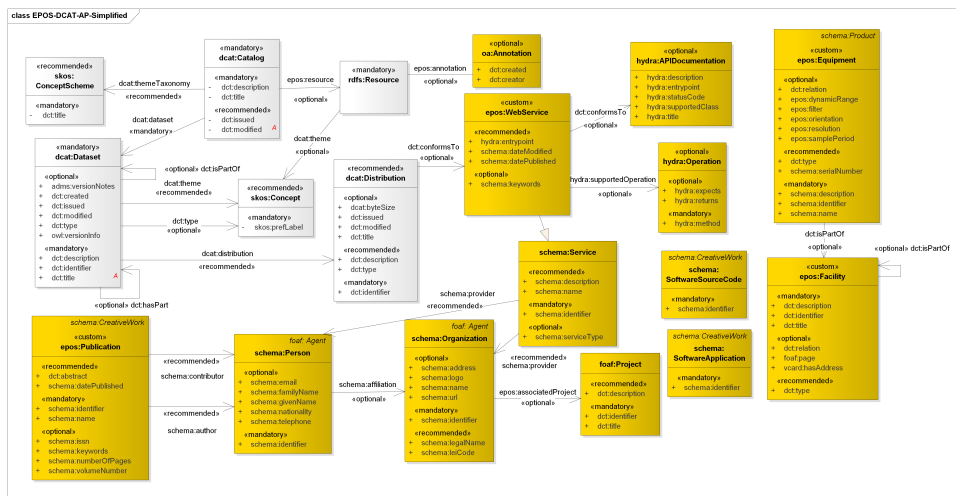 class EPOS-DCAT-AP-Simplified
«recommended»
skos:
ConceptScheme
«mandatory»
- dct:title
dcat:themeTaxonomy
«recommended»
«mandatory»
dcat:Catalog
«mandatory»
- dct:description
- dct:title
«recommended»
- dct:issued
- dct:modified
A
epos:resource
«optional»
«mandatory»
rdfs:Resource
epos:annotation
«optional»
«optional»
oa:Annotation
+ dct:created
+ dct:creator
«optional»
hydra:APIDocumentation
+ hydra:description
+ hydra:entrypoint
+ hydra:statusCode
+ hydra:supportedClass
+ hydra:title
schema:Product
«custom»
epos:Equipment
«optional»
+ dct:relation
+ epos:dynamicRange
+ epos:filter
+ epos:orientation
+ epos:resolution
+ epos:samplePeriod
«recommended»
+ dct:type
+ schema:serialNumber
«mandatory»
+ schema:description
+ schema:identifier
+ schema:name
dcat:dataset
«mandatory»
dct:theme
«optional»
«custom»
epos:WebService
«recommended»
+ hydra:entrypoint
+ schema:dateModified
+ schema:datePublished
«optional»
+ schema:keywords
dct:conformsTo
«optional»
dct:conformsTo
«optional»
hydra:supportedOperation
«optional»
«optional»
hydra:Operation
«optional»
+ hydra:expects
+ hydra:returns
«mandatory»
+ hydra:method
«mandatory»
dcat:Dataset
«optional»
+ adms:versionNotes
+ dct:created
+ dct:issued
+ dct:modified
+ dct:type
+ owl:versionInfo
«mandatory»
+ dct:description
+ dct:identifier
+ dct:title
A
«optional» dct:isPartOf
dcat:theme
«recommended»
dct:type
«optional»
«recommended»
skos:Concept
«mandatory»
- skos:prefLabel
«recommended»
dcat:Distribution
«optional»
+ dcat:byteSize
+ dct:issued
+ dct:modified
+ dct:title
«recommended»
+ dct:description
+ dct:type
«mandatory»
+ dct:identifier
dcat:distribution
«recommended»
«optional» dct:hasPart
dct:isPartOf
«optional»
«optional» dct:isPartOf
schema:Service
«recommended»
+ schema:description
+ schema:name
«mandatory»
+ schema:identifier
«optional»
+ schema:serviceType
schema:CreativeWork
schema:
SoftwareSourceCode
«mandatory»
+ schema:identifier
«custom»
epos:Facility
«mandatory»
+ dct:description
+ dct:identifier
+ dct:title
«optional»
+ dct:relation
+ foaf:page
+ vcard:hasAddress
«recommended»
+ dct:type
schema:provider
«recommended»
schema:CreativeWork
«custom»
epos:Publication
«recommended»
+ dct:abstract
+ schema:datePublished
«mandatory»
+ schema:identifier
+ schema:name
«optional»
+ schema:issn
+ schema:keywords
+ schema:numberOfPages
+ schema:volumeNumber
«recommended»
schema:contributor
«recommended»
schema:author
foaf: Agent
schema:Person
«optional»
+ schema:email
+ schema:familyName
+ schema:givenName
+ schema:nationality
+ schema:telephone
«mandatory»
+ schema:identifier
schema:affiliation
«optional»
foaf: Agent
schema:Organization
«optional»
+ schema:address
+ schema:logo
+ schema:name
+ schema:url
«mandatory»
+ schema:identifier
«recommended»
+ schema:legalName
+ schema:leiCode
«recommended»
schema:provider
epos:associatedProject
«optional»
foaf:Project
«recommended»
+ dct:description
«mandatory»
+ dct:identifier
+ dct:title
schema:CreativeWork
schema:
SoftwareApplication
«mandatory»
+ schema:identifier